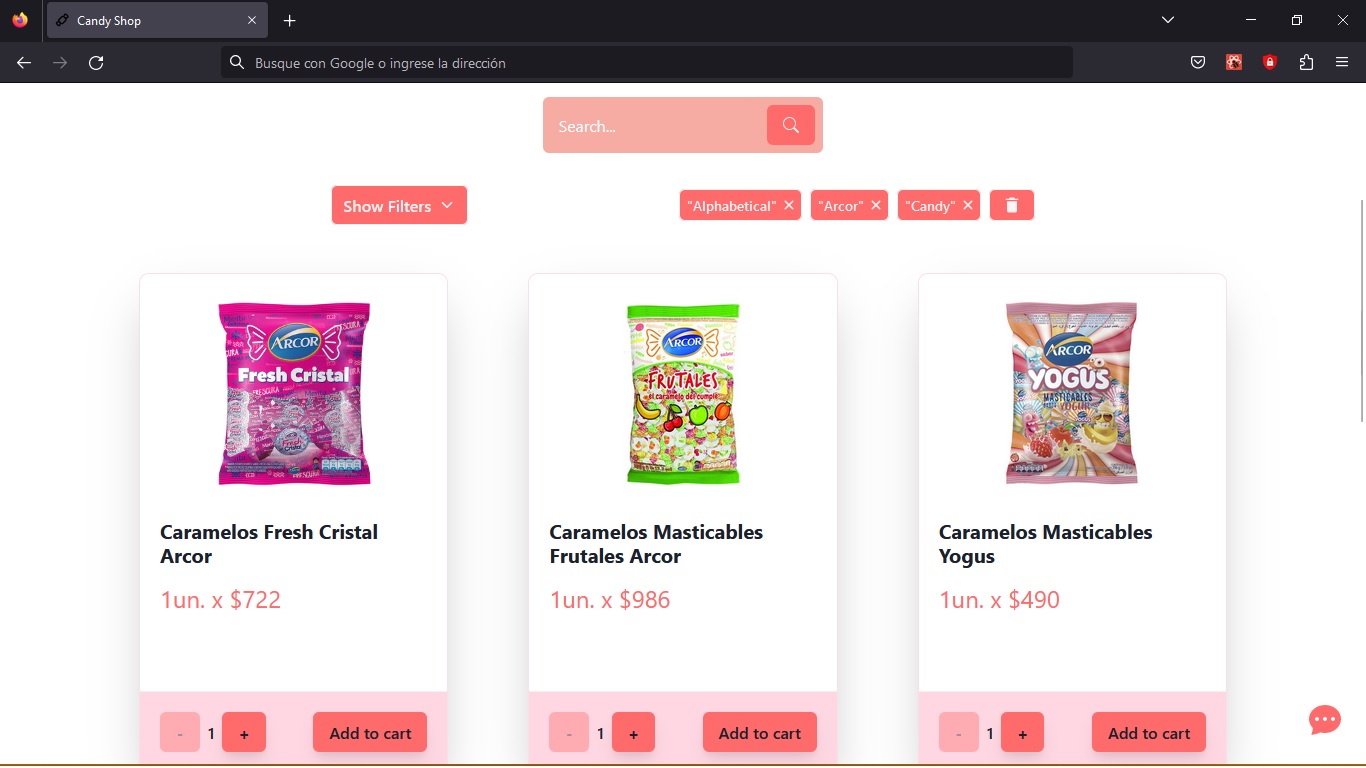 Candy Shop
Busque con Google o ingrese la dirección
Search...
Show Filters
"Alphabetical" ✕
"Arcor" ✕
"Candy" ✕
ARCOR
Fresh Cristal
ARCOR
FRUTALES
el caramelo del cumple
ARCOR
YOGUS
MASTICABLES
YOGUR
Caramelos Fresh Cristal
Arcor
1un. x $722
- 1 +
Add to cart
Caramelos Masticables
Frutales Arcor
1un. x $986
- 1 +
Add to cart
Caramelos Masticables
Yogus
1un. x $490
- 1 +
Add to cart